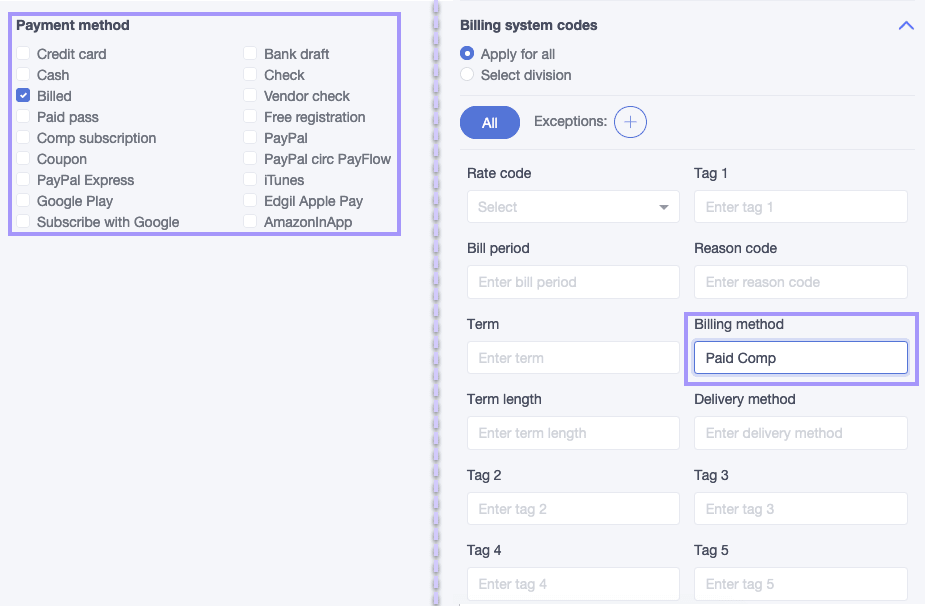 Payment method
Credit card
Cash
Billed
Paid pass
Comp subscription
Coupon
PayPal Express
Google Play
Subscribe with Google
Bank draft
Check
Vendor check
Free registration
PayPal
PayPal circ PayFlow
iTunes
Edgil Apple Pay
AmazonInApp
Billing system codes
Apply for all
Select division
All
Exceptions:
Rate code
Select
Tag 1
Enter tag 1
Bill period
Enter bill period
Reason code
Enter reason code
Term
Enter term
Billing method
Paid Comp
Term length
Enter term length
Delivery method
Enter delivery method
Tag 2
Enter tag 2
Tag 3
Enter tag 3
Tag 4
Enter tag 4
Tag 5
Enter tag 5